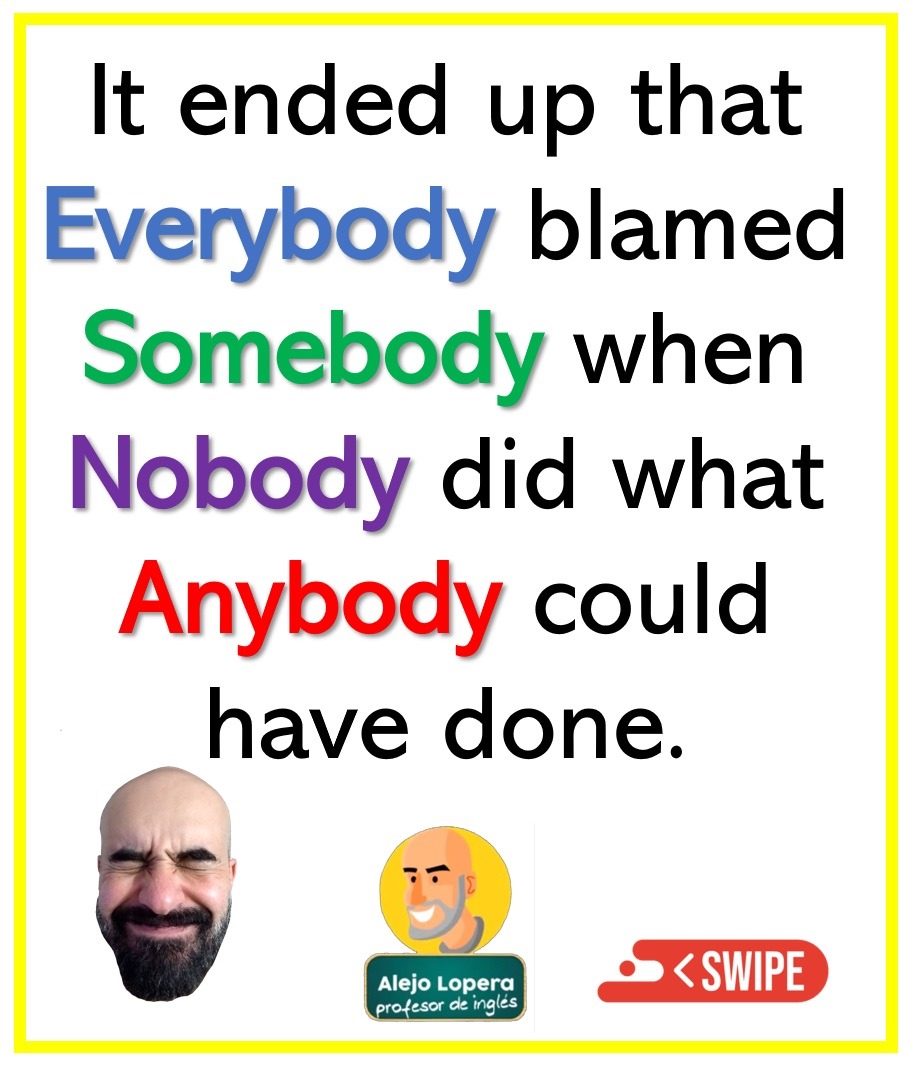 It ended up that
Everybody blamed
Somebody when
Nobody did what
Anybody could
have done.
Alejo Lopera
profesor de inglés
< SWIPE